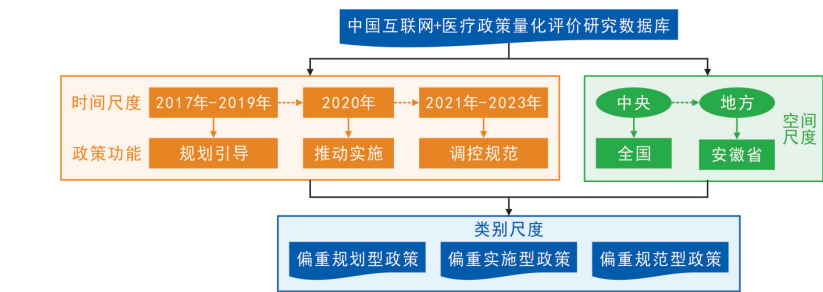 中国互联网+医疗政策量化评价研究数据库
时间尺度 2017年-2019年 2020年 2021年-2023年
政策功能 规划引导 推动实施 调控规范
中央 地方
空间
尺度
全国 安徽省
类别尺度
偏重规划型政策 偏重实施型政策 偏重规范型政策